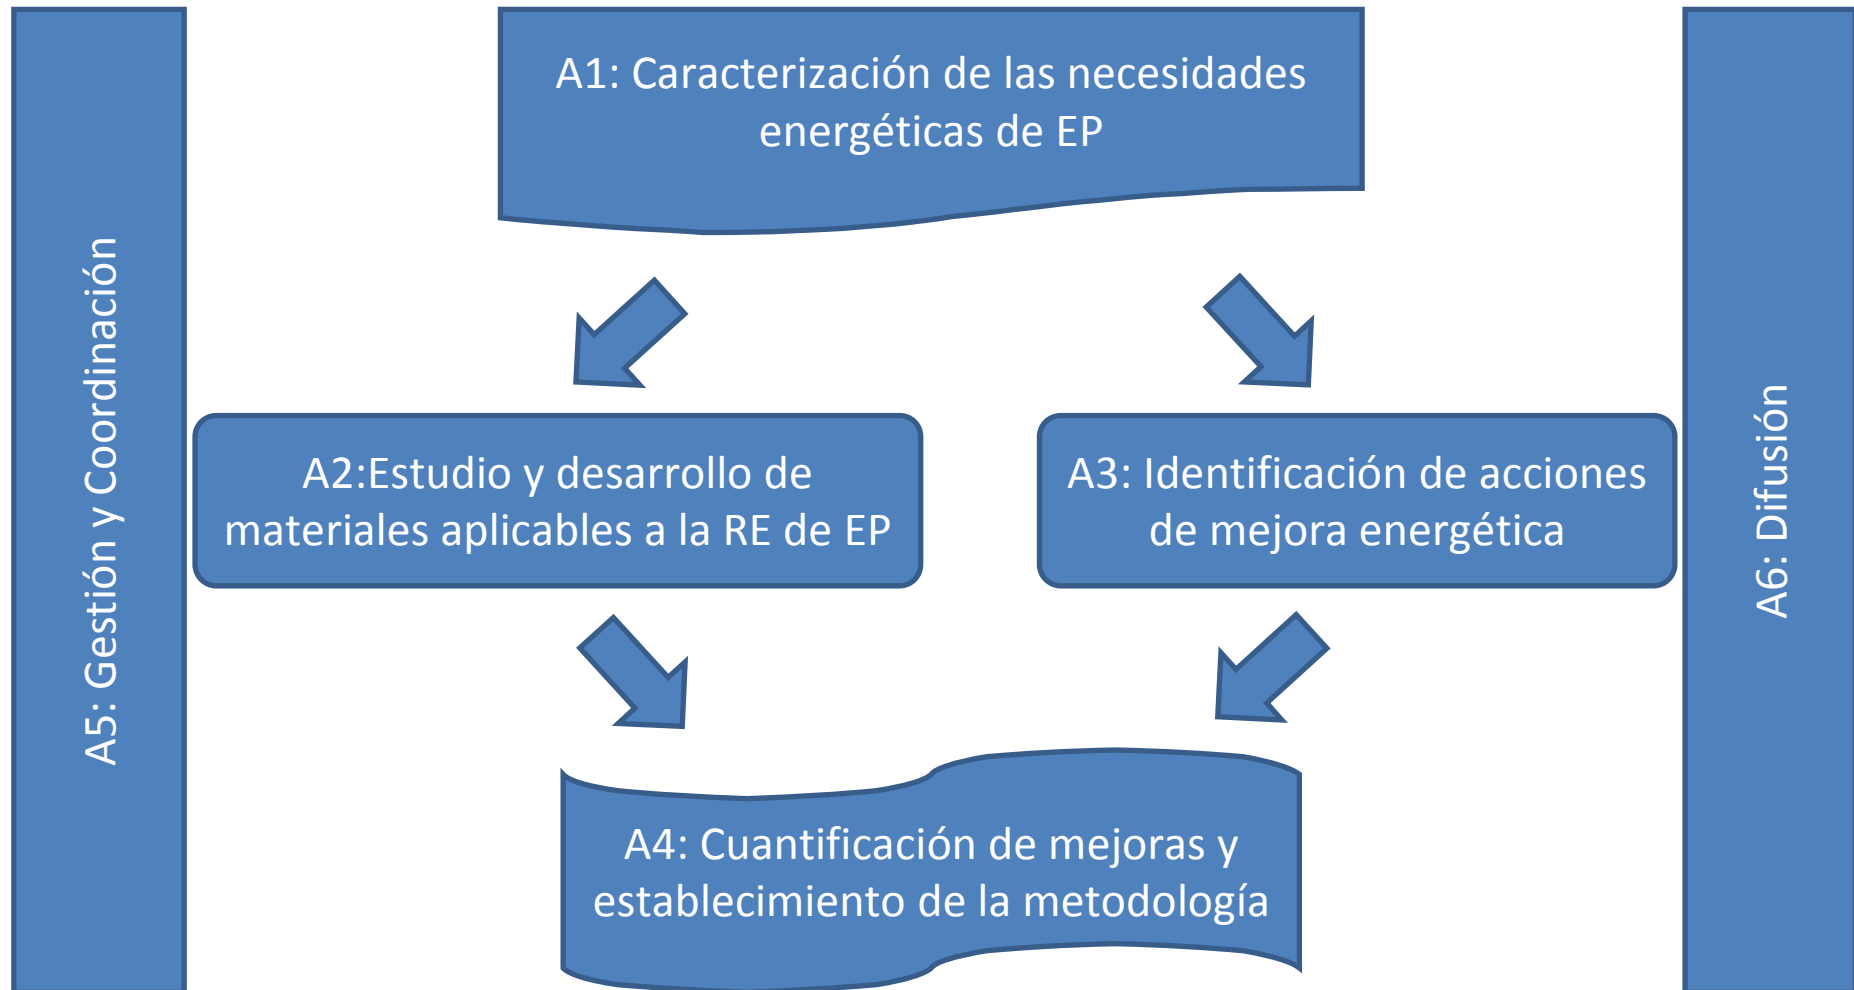 A1: Caracterización de las necesidades
energéticas de EP
A5: Gestión y Coordinación
A2:Estudio y desarrollo de
materiales aplicables a la RE de EP
A3: Identificación de acciones
de mejora energética
A6: Difusión
A4: Cuantificación de mejoras y
establecimiento de la metodología